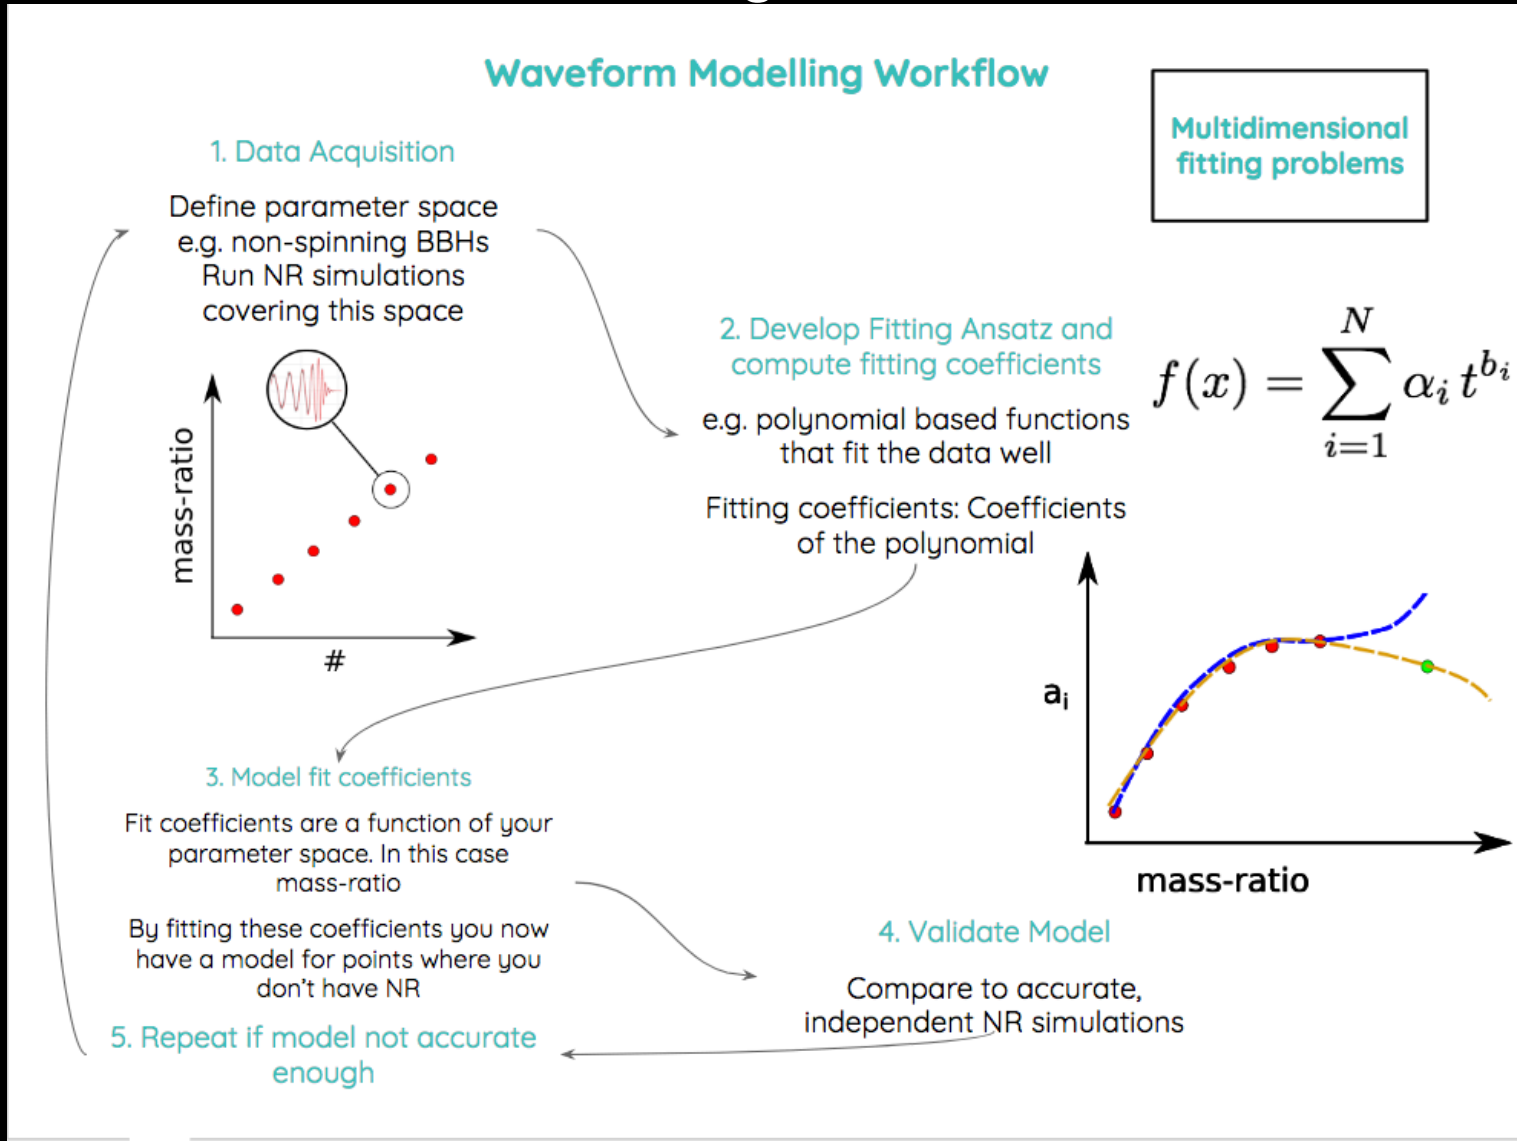 Waveform Modelling Workflow
Multidimensional
fitting problems
1. Data Acquisition
Define parameter space
e.g. non-spinning BBHs
Run NR simulations
covering this space
mass-ratio
#
2. Develop Fitting Ansatz and
compute fitting coefficients
e.g. polynomial based functions
that fit the data well
Fitting coefficients: Coefficients
of the polynomial
f(x) = \sum_{i=1}^{N} α_i t^{b_i}
a_i
mass-ratio
3. Model fit coefficients
Fit coefficients are a function of your
parameter space. In this case
mass-ratio
By fitting these coefficients you now
have a model for points where you
don't have NR
4. Validate Model
Compare to accurate,
independent NR simulations
5. Repeat if model not accurate
enough